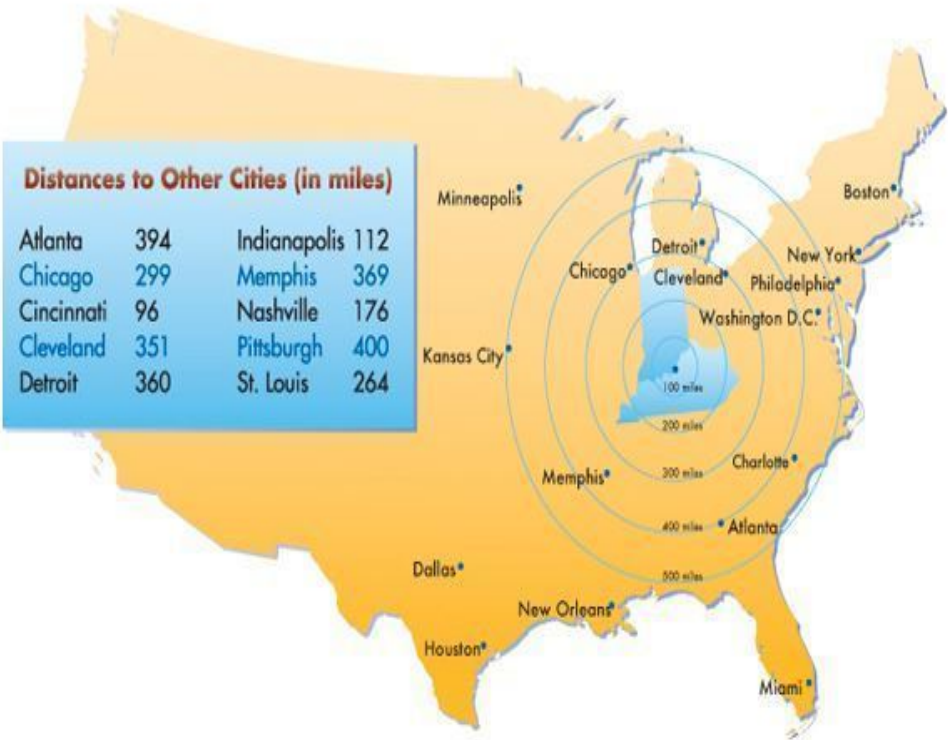 Distances to Other Cities (in miles)
Atlanta 394 Indianapolis 112
Chicago 299 Memphis 369
Cincinnati 96 Nashville 176
Cleveland 351 Pittsburgh 400
Detroit 360 St. Louis 264
Minneapolis
Boston
Detroit
New York
Chicago
Cleveland
Philadelphia
Washington D.C.
Kansas City
100 miles
200 miles
Charlotte
300 miles
Memphis
400 miles
Atlanta
Dallas
500 miles
New Orleans
Houston
Miami